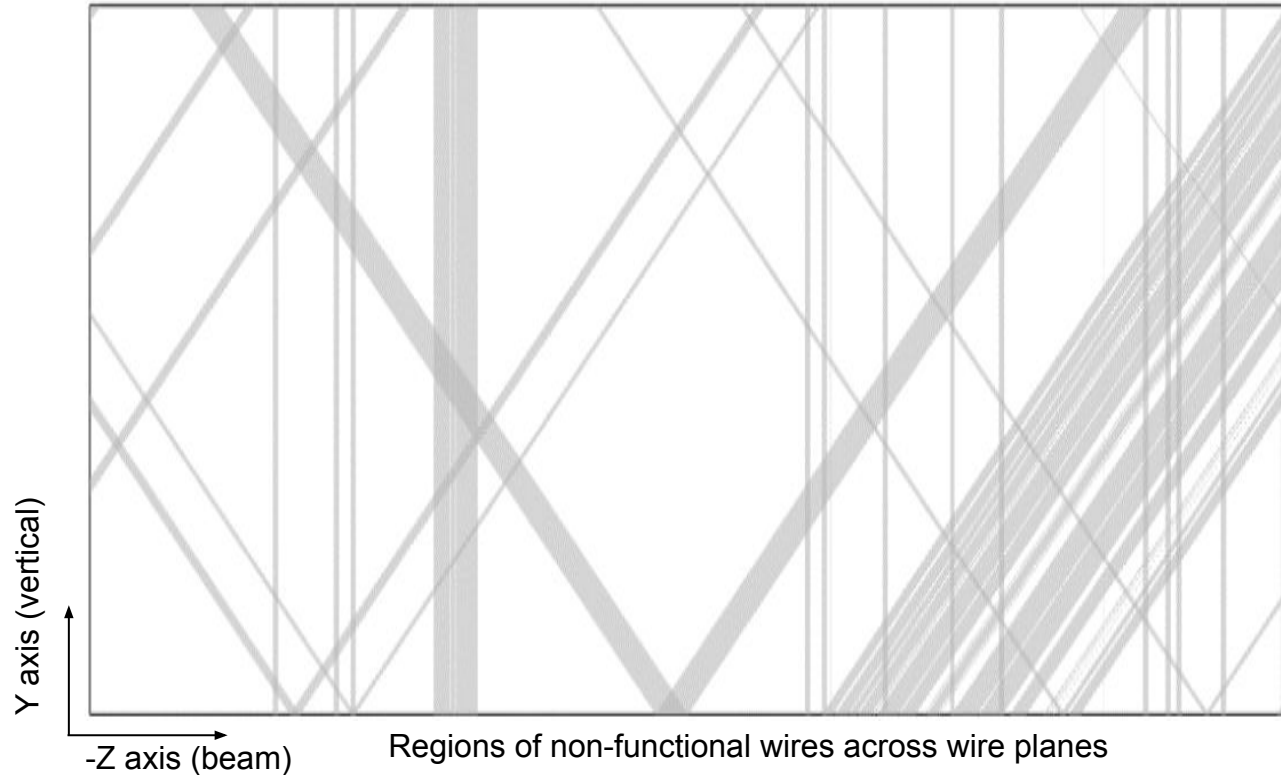 Y axis (vertical)
-Z axis (beam)
Regions of non-functional wires across wire planes